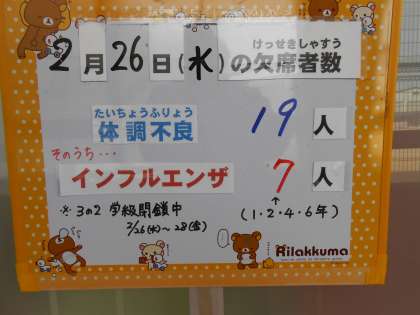 けっせきしゃすう
2月26日(水)の欠席者数
たいちょうふりょう
体調不良 19人
そのうち・・・
インフルエンザ 7人
※ 3の2 学級閉鎖中
2/26(水)～28(金)
↑
(1・2・4・6年)
Rilakkuma